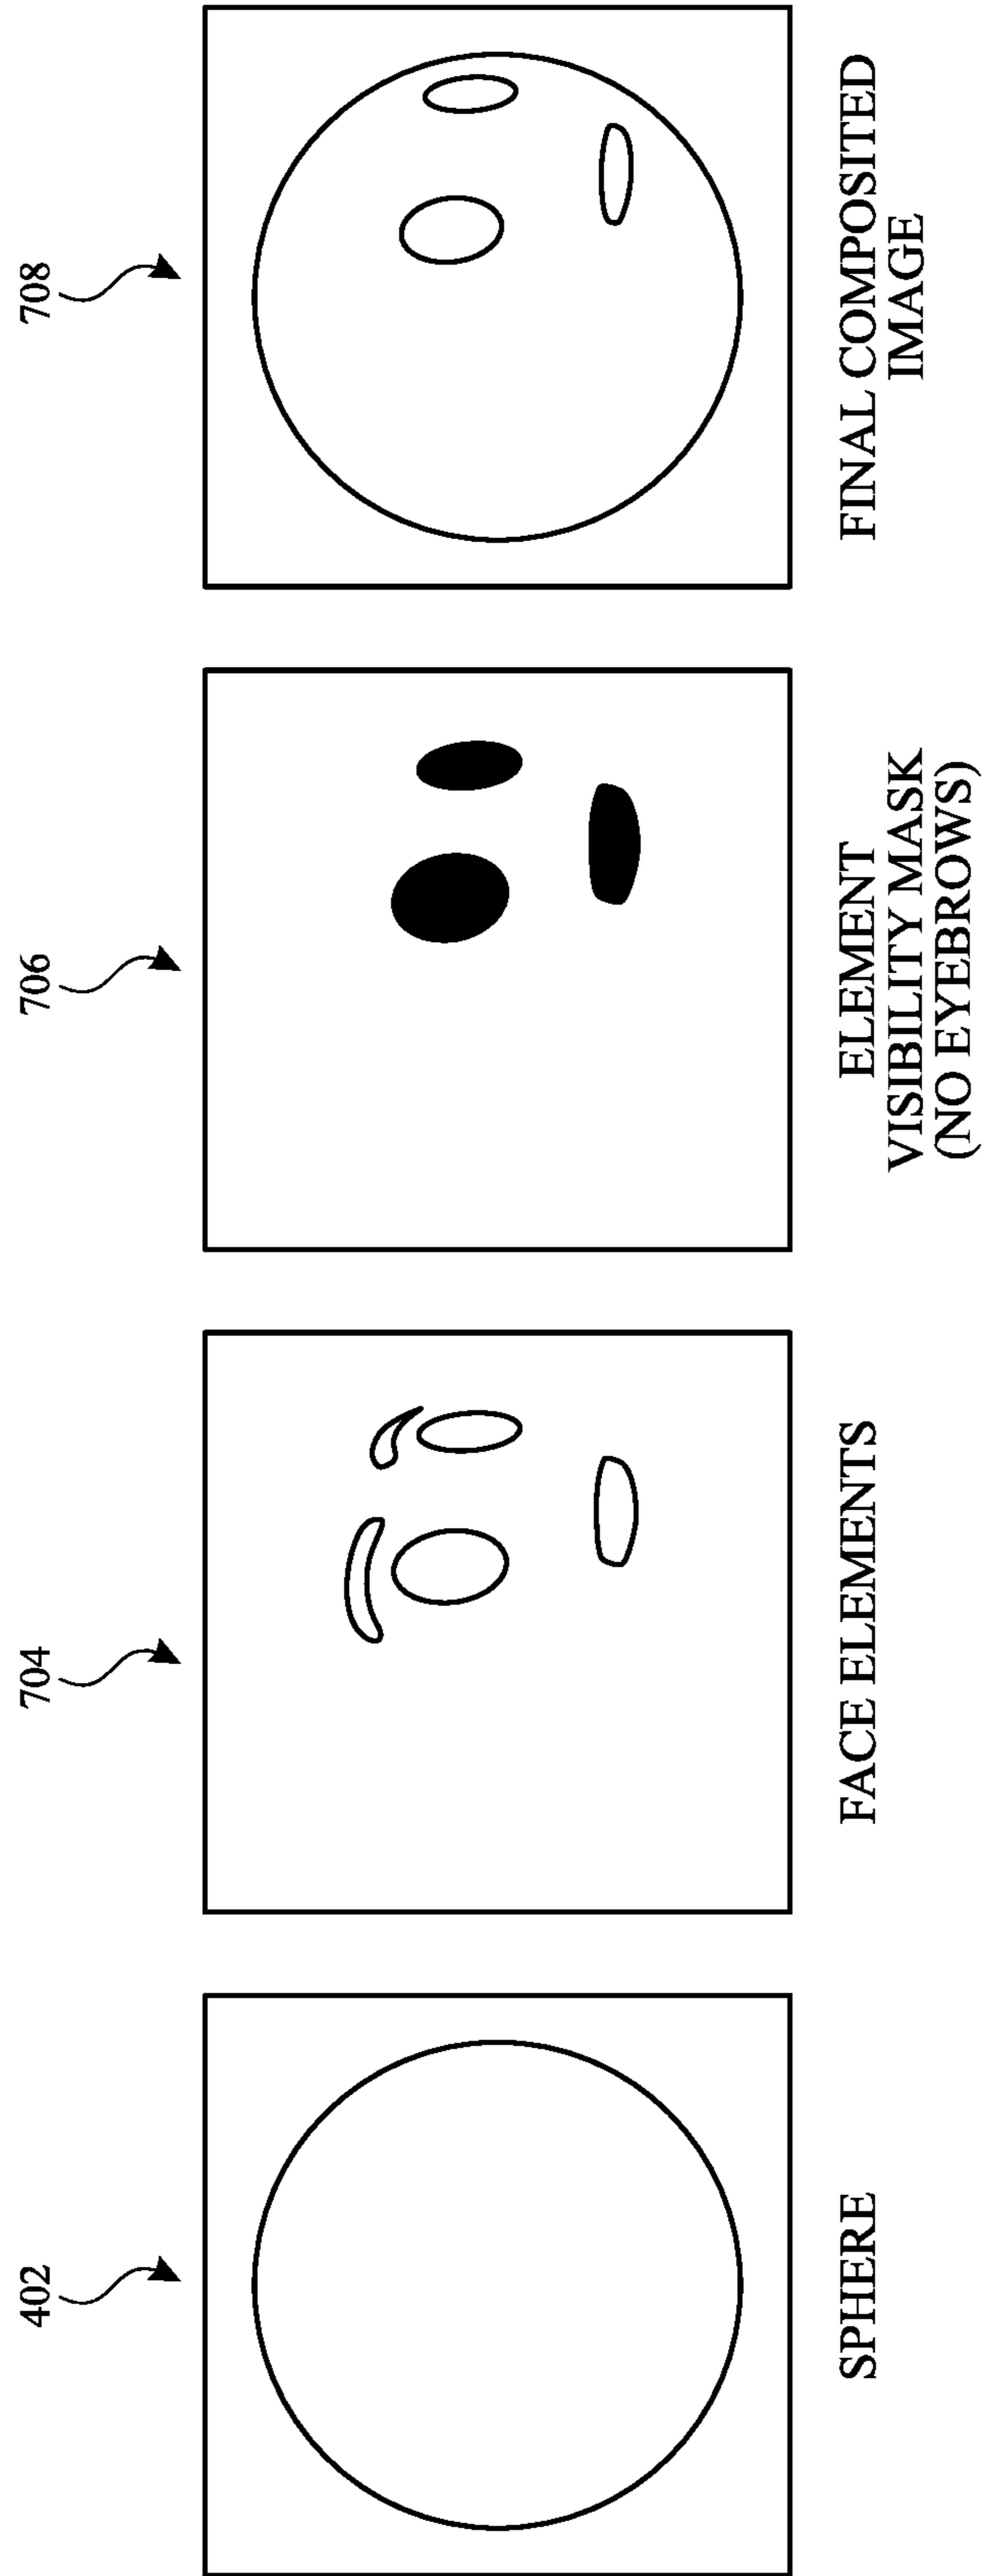 402
SPHERE
704
FACE ELEMENTS
706
ELEMENT
VISIBILITY MASK
(NO EYEBROWS)
708
FINAL COMPOSITED
IMAGE